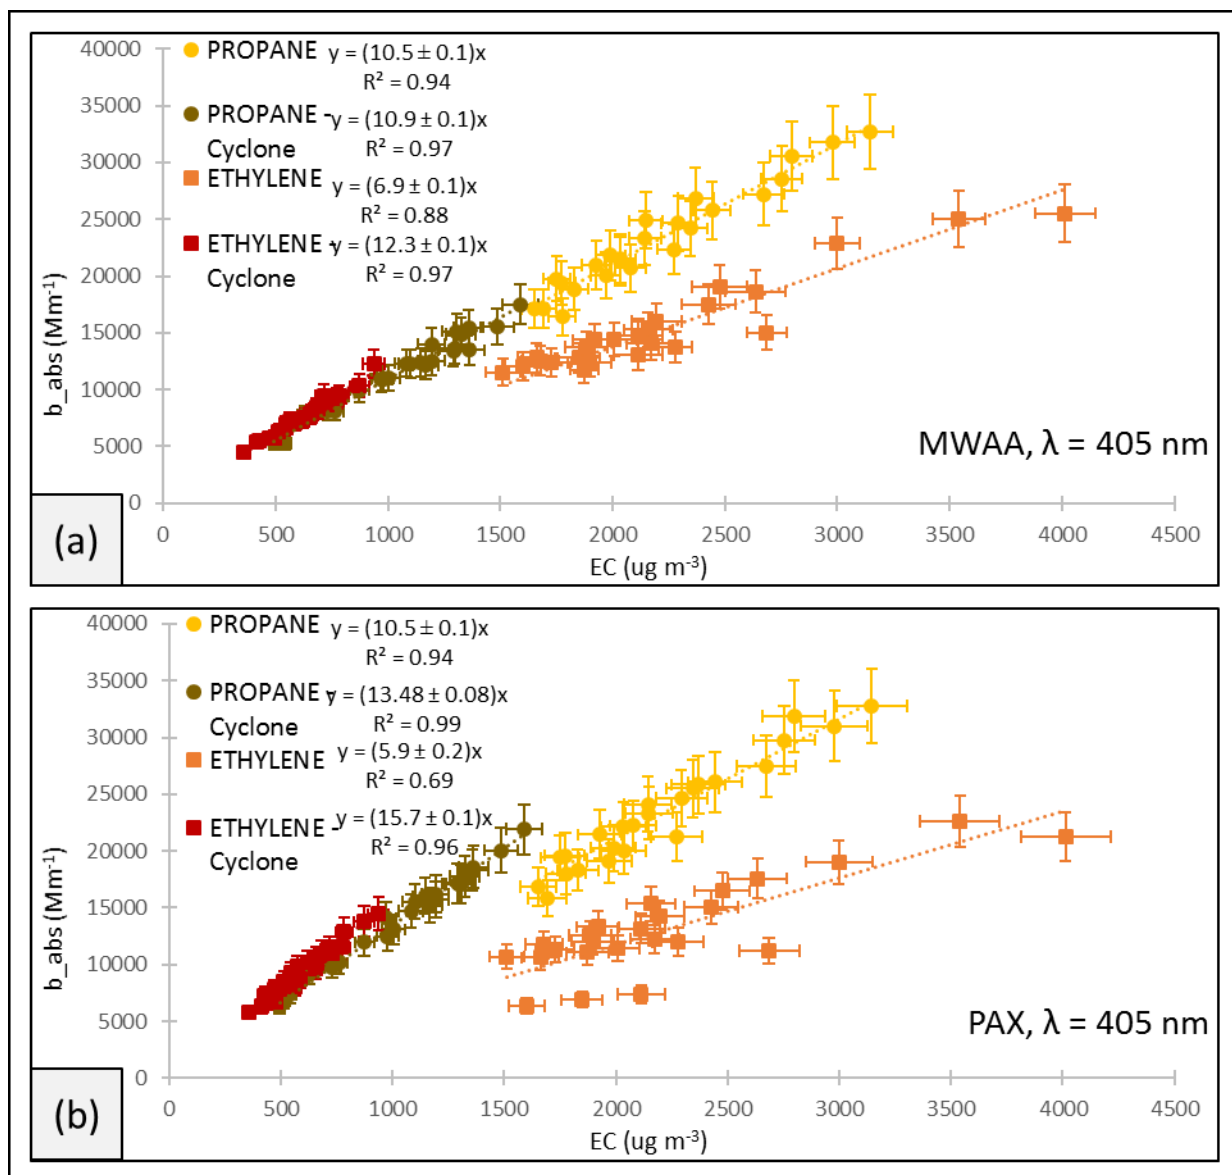 40000
35000
30000
25000
20000
15000
10000
5000
0
b_abs (Mm⁻¹)
PROPANE y = (10.5 ± 0.1)x
R² = 0.94
PROPANE - y = (10.9 ± 0.1)x
Cyclone R² = 0.97
ETHYLENE y = (6.9 ± 0.1)x
R² = 0.88
ETHYLENE - y = (12.3 ± 0.1)x
Cyclone R² = 0.97
MWAA, λ = 405 nm
0 500 1000 1500 2000 2500 3000 3500 4000 4500
EC (ug m⁻³)
(a)
40000
35000
30000
25000
20000
15000
10000
5000
0
b_abs (Mm⁻¹)
PROPANE y = (10.5 ± 0.1)x
R² = 0.94
PROPANE - y = (13.48 ± 0.08)x
Cyclone R² = 0.99
ETHYLENE y = (5.9 ± 0.2)x
R² = 0.69
ETHYLENE - y = (15.7 ± 0.1)x
Cyclone R² = 0.96
PAX, λ = 405 nm
0 500 1000 1500 2000 2500 3000 3500 4000 4500
EC (ug m⁻³)
(b)